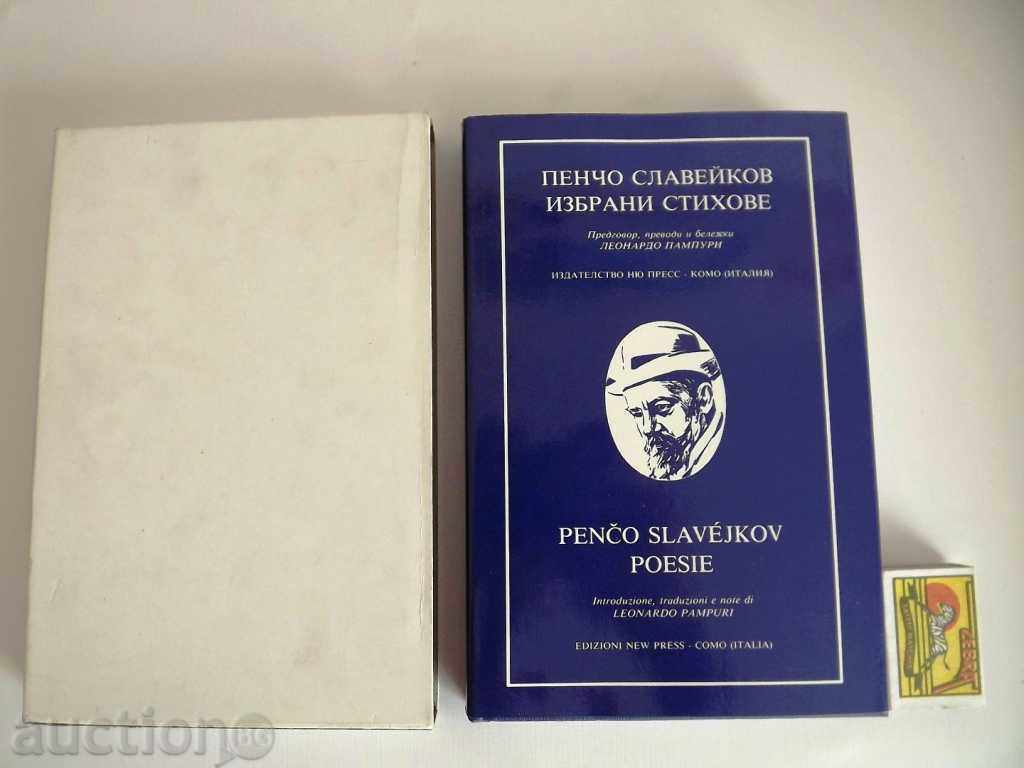 ПЕНЧО СЛАВЕЙКОВ
ИЗБРАНИ СТИХОВЕ
Предговор, преводи и бележки
ЛЕОНАРДО ПАМПУРИ
ИЗДАТЕЛСТВО НЮ ПРЕСС - КОМО (ИТАЛИЯ)
PENČO SLAVÉJKOV
POESIE
Introduzione, traduzioni e note di
LEONARDO PAMPURI
EDIZIONI NEW PRESS - COMO (ITALIA)
ZEBRA
auction BG